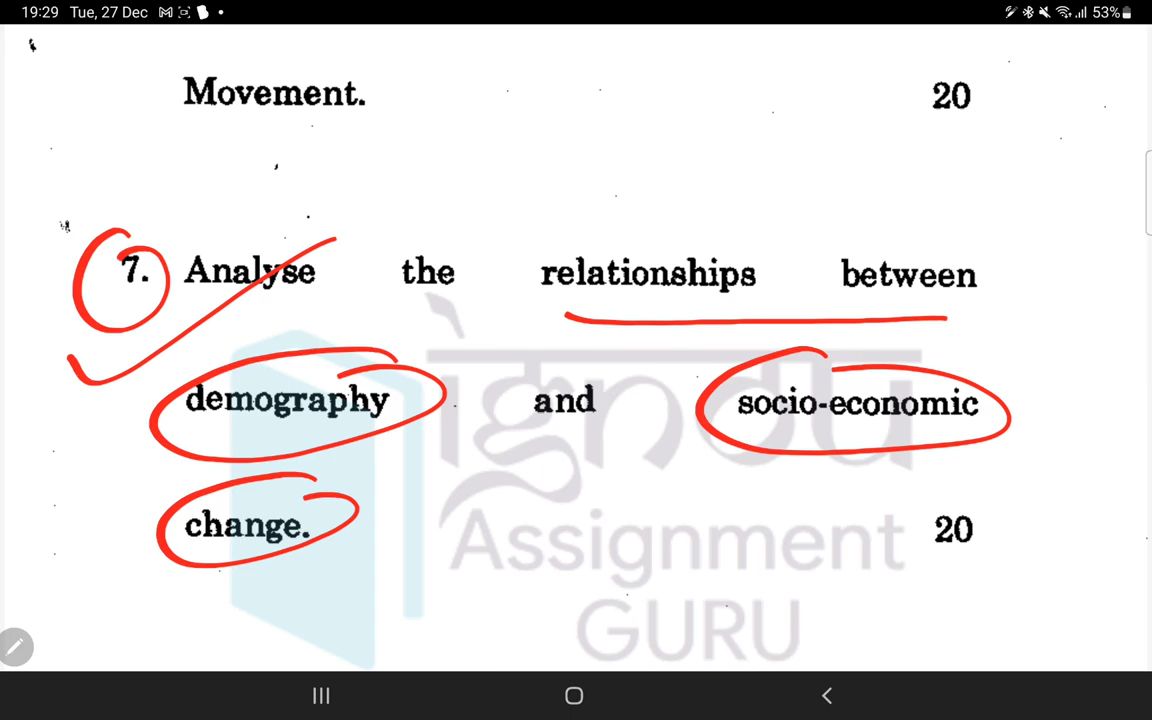 19:29 Tue, 27 Dec 53%
Movement. 20
7. Analyse the relationships between
demography and socio-economic
change. 20
ignou
Assignment
GURU